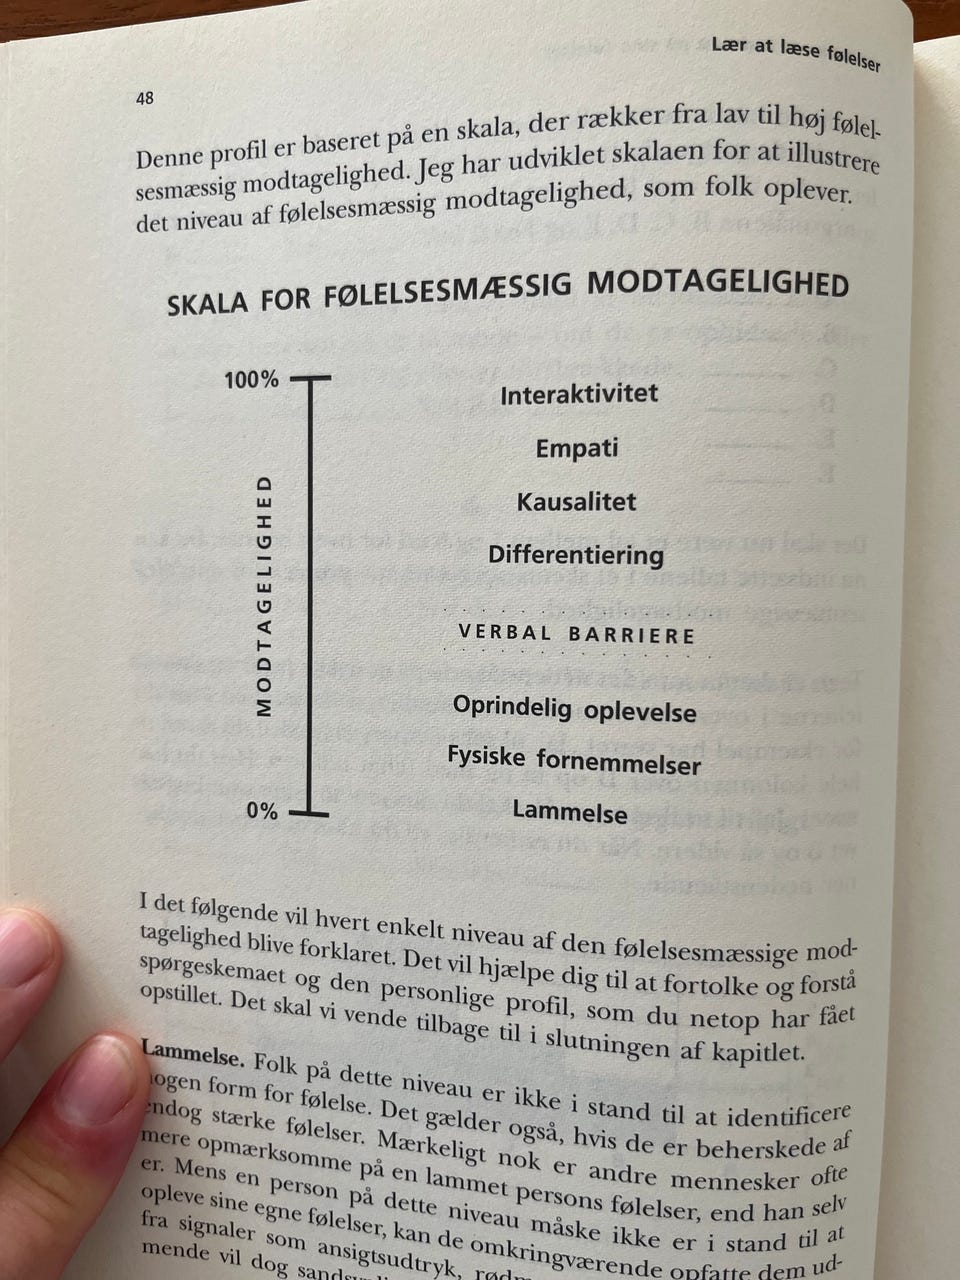 Lær at læse følelser
48
Denne profil er baseret på en skala, der rækker fra lav til høj følel-
sesmæssig modtagelighed. Jeg har udviklet skalaen for at illustrere
det niveau af følelsesmæssig modtagelighed, som folk oplever.
SKALA FOR FØLELSESMÆSSIG MODTAGELIGHED
100%
Interaktivitet
Empati
Kausalitet
Differentiering
MODTAGELIGHED
VERBAL BARRIERE
Oprindelig oplevelse
Fysiske fornemmelser
0%
Lammelse
I det følgende vil hvert enkelt niveau af den følelsesmæssige mod-
tagelighed blive forklaret. Det vil hjælpe dig til at fortolke og forstå
spørgeskemaet og den personlige profil, som du netop har fået
opstillet. Det skal vi vende tilbage til i slutningen af kapitlet.
Lammelse. Folk på dette niveau er ikke i stand til at identificere
nogen form for følelse. Det gælder også, hvis de er beherskede af
endog stærke følelser. Mærkeligt nok er andre mennesker ofte
mere opmærksomme på en lammet persons følelser, end han selv
er. Mens en person på dette niveau måske ikke er i stand til at
opleve sine egne følelser, kan de omkringværende opfatte dem ud-
fra signaler som ansigtsudtryk,
mende vil dog